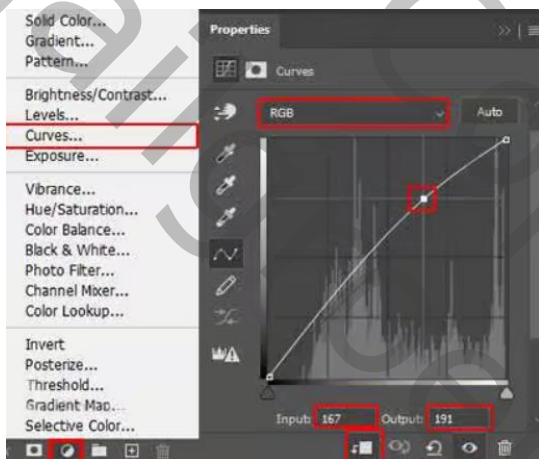 Solid Color...
Gradient...
Pattern...
Brightness/Contrast...
Levels...
Curves...
Exposure...
Vibrance...
Hue/Saturation...
Color Balance...
Black & White...
Photo Filter...
Channel Mixer...
Color Lookup...
Invert
Posterize...
Threshold...
Gradient Map...
Selective Color...
Properties
Curves
RGB
Auto
Input: 167 Output: 191